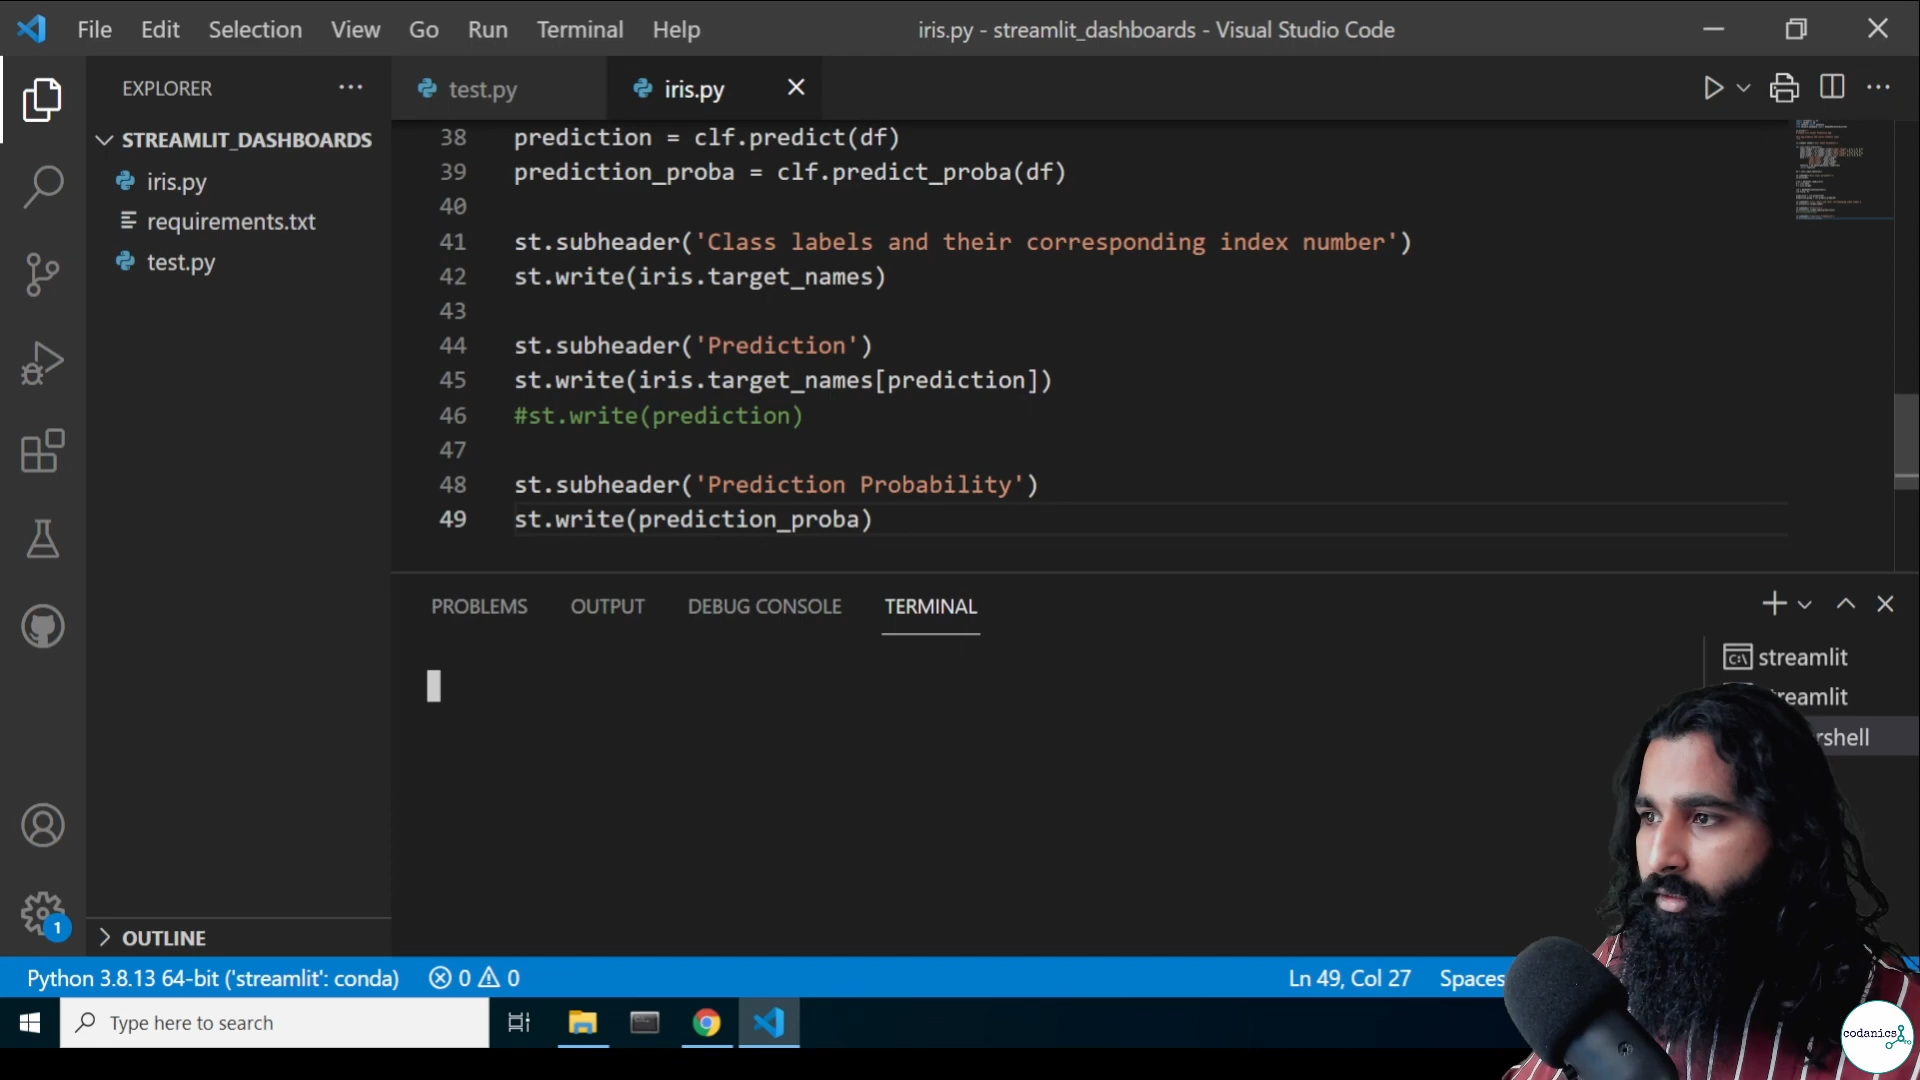 File Edit Selection View Go Run Terminal Help
iris.py - streamlit_dashboards - Visual Studio Code
EXPLORER
STREAMLIT_DASHBOARDS
iris.py
requirements.txt
test.py
OUTLINE
test.py
iris.py
38 prediction = clf.predict(df)
39 prediction_proba = clf.predict_proba(df)
40
41 st.subheader('Class labels and their corresponding index number')
42 st.write(iris.target_names)
43
44 st.subheader('Prediction')
45 st.write(iris.target_names[prediction])
46 #st.write(prediction)
47
48 st.subheader('Prediction Probability')
49 st.write(prediction_proba)
PROBLEMS OUTPUT DEBUG CONSOLE TERMINAL
streamlit
treamlit
rshell
1
Python 3.8.13 64-bit ('streamlit': conda) 0 0
Ln 49, Col 27 Spaces
Type here to search
codanics